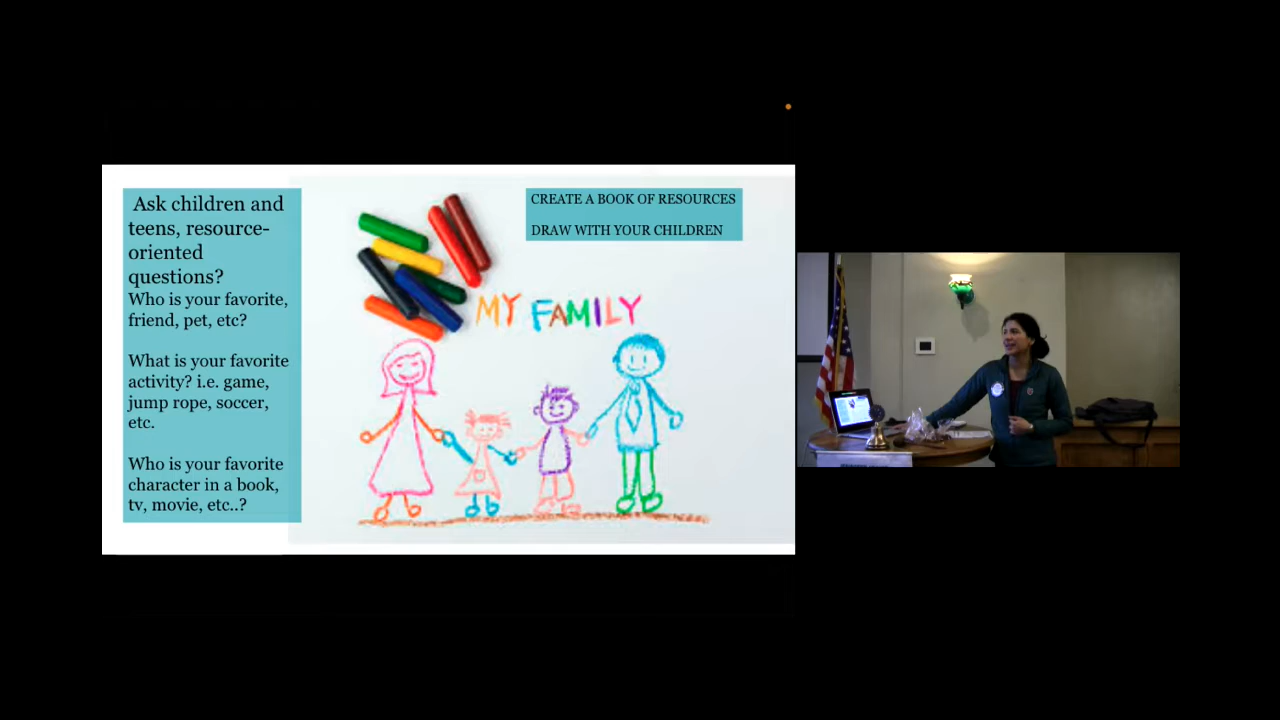 Ask children and
teens, resource-
oriented
questions?
Who is your favorite,
friend, pet, etc?
What is your favorite
activity? i.e. game,
jump rope, soccer,
etc.
Who is your favorite
character in a book,
tv, movie, etc..?
CREATE A BOOK OF RESOURCES
DRAW WITH YOUR CHILDREN
MY FAMILY